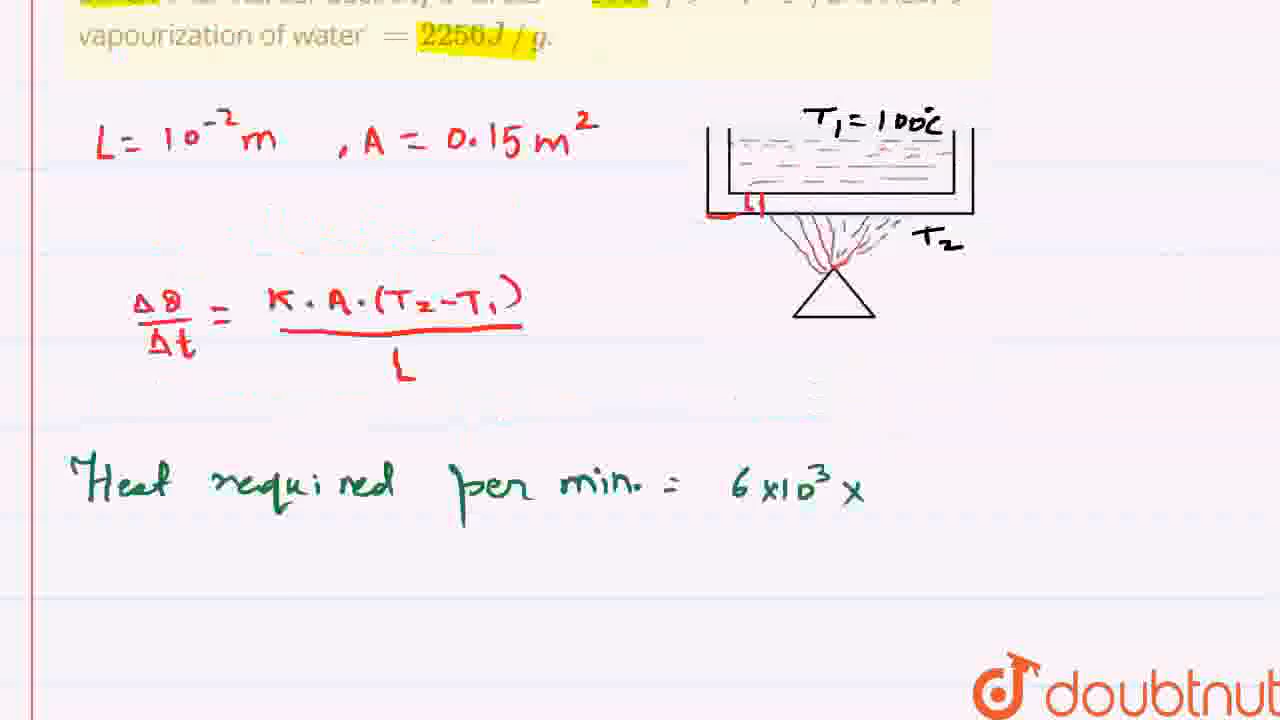 vapourization of water = 2256J / g.
T₁ = 100°C
L = 10⁻² m , A = 0.15 m²
T₂
Δθ/Δt = K · A · (T₂ - T₁) / L
Heat required per min. = 6 × 10³ ×
doubtnut